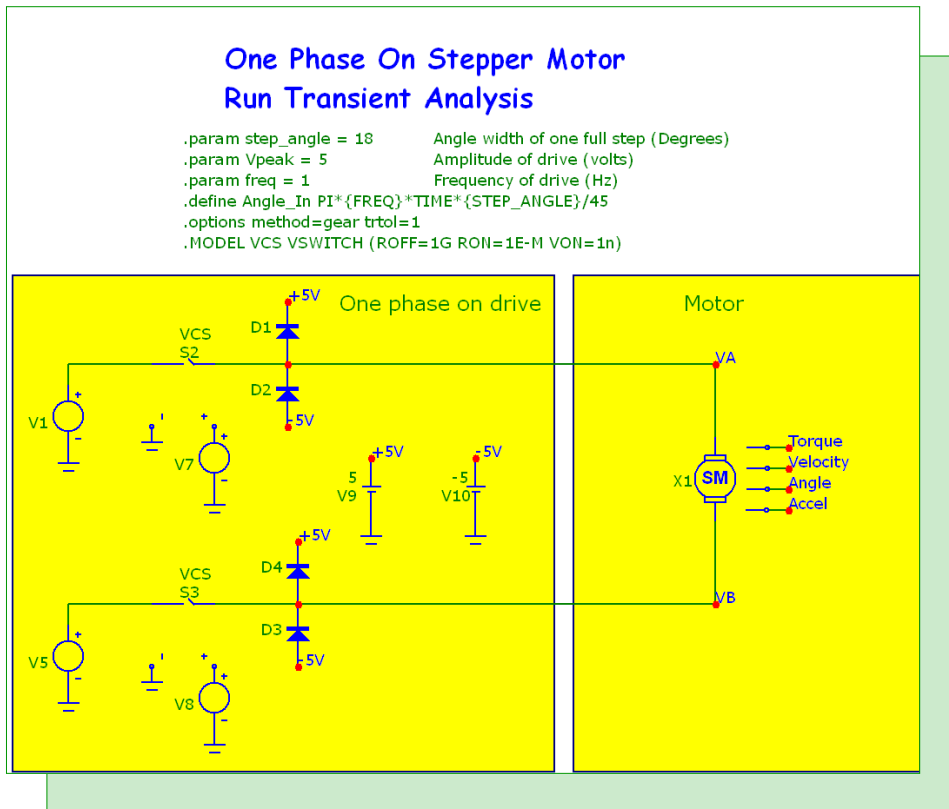 One Phase On Stepper Motor
Run Transient Analysis
.param step_angle = 18 Angle width of one full step (Degrees)
.param Vpeak = 5 Amplitude of drive (volts)
.param freq = 1 Frequency of drive (Hz)
.define Angle_In PI*{FREQ}*TIME*{STEP_ANGLE}/45
.options method=gear trtol=1
.MODEL VCS VSWITCH (ROFF=1G RON=1E-M VON=1n)
+5V
One phase on drive
Motor
D1
VCS
S2
VA
D2
+
+
V1
-5V
-
+
V7
-
+5V
-5V
5
V9
-5
V10
Torque
Velocity
X1
SM
Angle
Accel
+5V
D4
VCS
S3
VB
D3
+
+
V5
-5V
-
+
V8
-